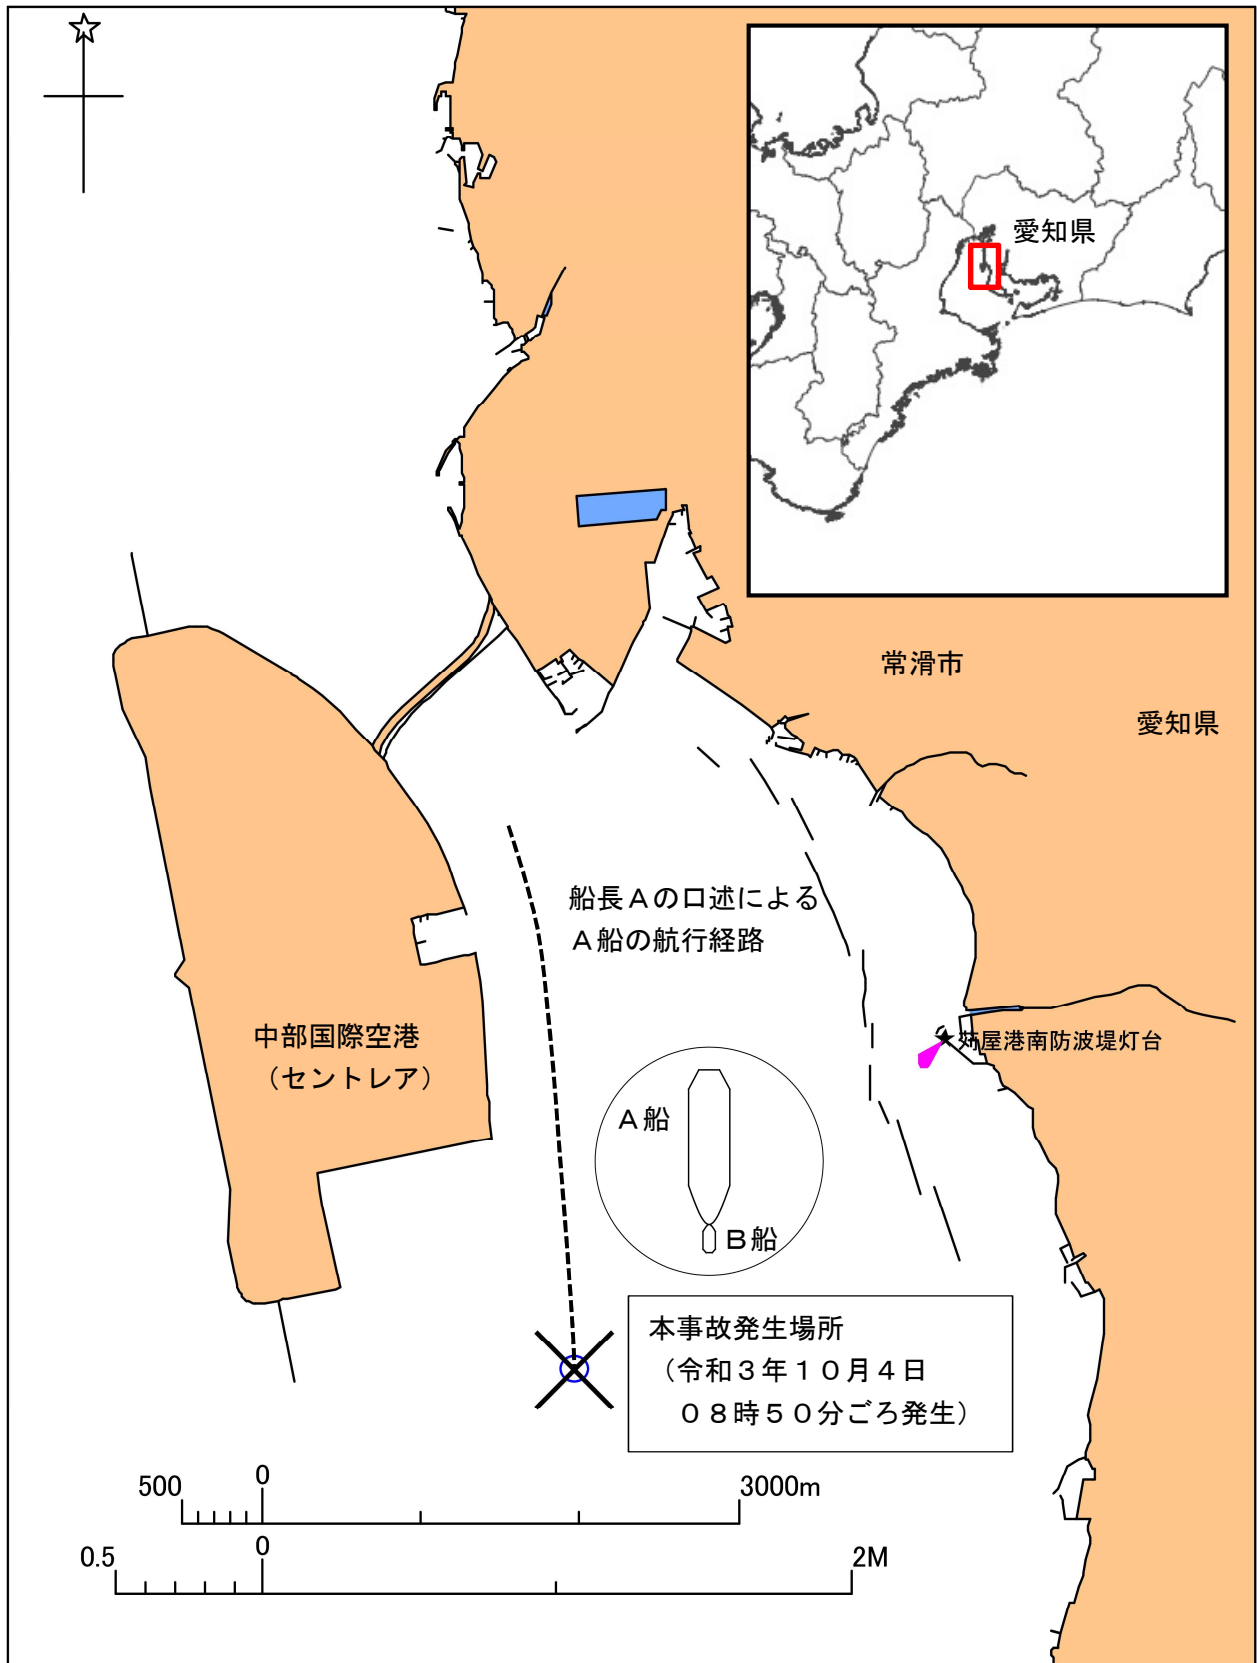 愛知県
常滑市
愛知県
船長Aの口述による
A船の航行経路
中部国際空港
（セントレア）
苅屋港南防波堤灯台
A船
B船
本事故発生場所
（令和３年１０月４日
０８時５０分ごろ発生）
500 0 3000m
0.5 0 2M